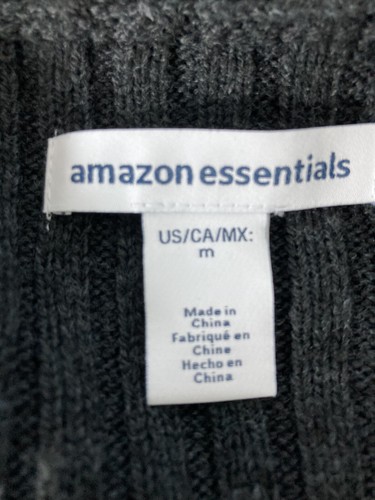 amazon essentials
US/CA/MX:
m
Made in
China
Fabriqué en
Chine
Hecho en
China